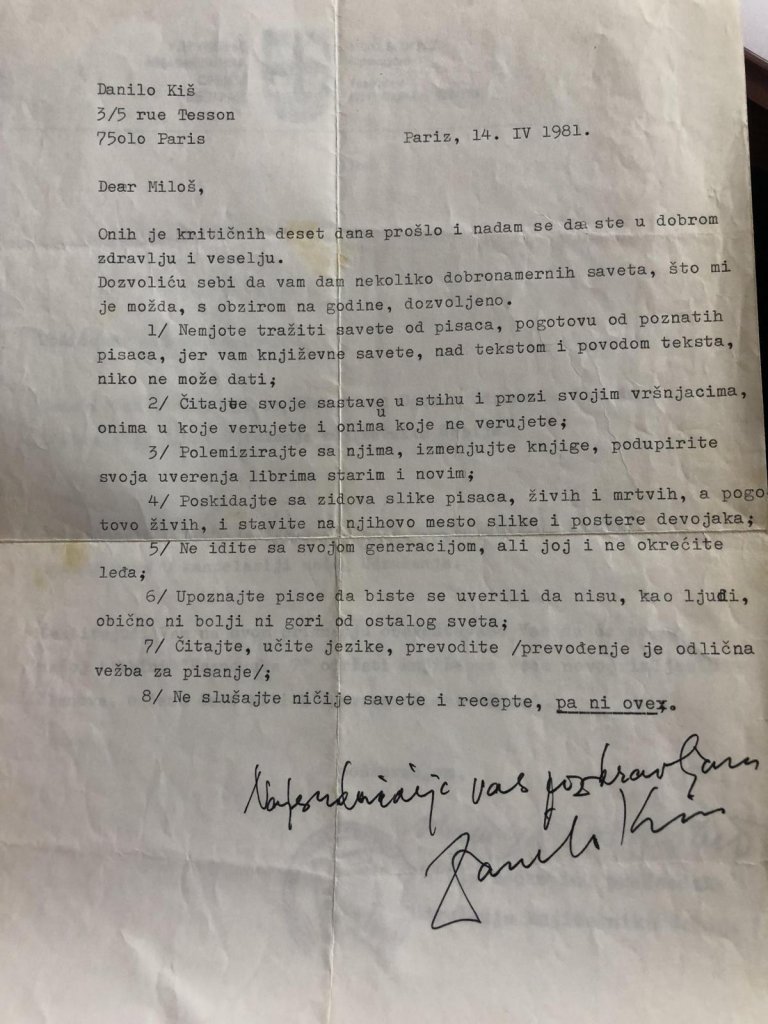 Danilo Kiš
3/5 rue Tesson
75olo Paris
Pariz, 14. IV 1981.
Dear Miloš,
Onih je kritičnih deset dana prošlo i nadam se da ste u dobrom
zdravlju i veselju.
Dozvoliću sebi da vam dam nekoliko dobronamernih saveta, što mi
je možda, s obzirom na godine, dozvoljeno.
1/ Nemjote tražiti savete od pisaca, pogotovu od poznatih
pisaca, jer vam književne savete, nad tekstom i povodom teksta,
niko ne može dati;
2/ Čitajte svoje sastave u stihu i prozi svojim vršnjacima,
onima u koje verujete i onima u koje ne verujete;
3/ Polemizirajte sa njima, izmenjujte knjige, podupirite
svoja uverenja librima starim i novim;
4/ Poskidajte sa zidova slike pisaca, živih i mrtvih, a pogo
tovo živih, i stavite na njihovo mesto slike i postere devojaka;
5/ Ne idite sa svojom generacijom, ali joj i ne okrećite
leđa;
6/ Upoznajte pisce da biste se uverili da nisu, kao ljudi,
obično ni bolji ni gori od ostalog sveta;
7/ Čitajte, učite jezike, prevodite /prevođenje je odlična
vežba za pisanje/;
8/ Ne slušajte ničije savete i recepte, pa ni ove.
Najsrdačnije vas pozdravljam
Danilo Kiš